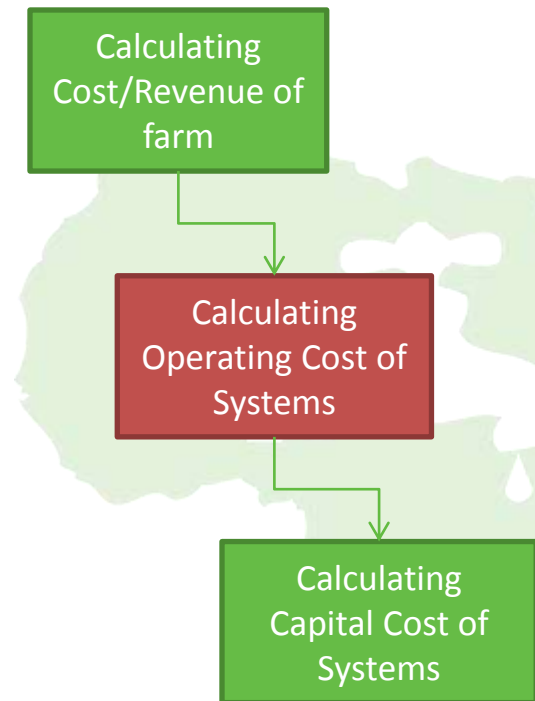 Calculating
Cost/Revenue of
farm
Calculating
Operating Cost of
Systems
Calculating
Capital Cost of
Systems